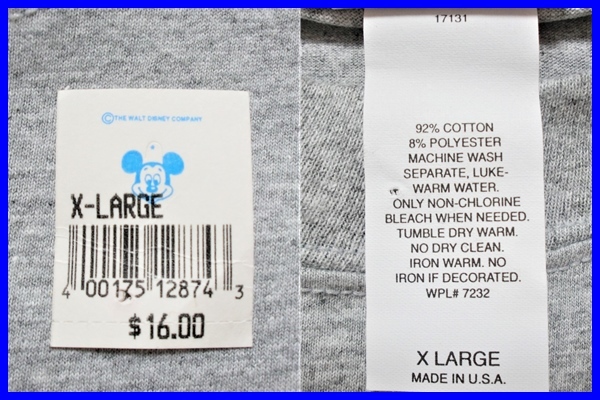 ©THE WALT DISNEY COMPANY
X-LARGE
4 00175 12874 3
$16.00
17131
92% COTTON
8% POLYESTER
MACHINE WASH
SEPARATE, LUKE-
WARM WATER.
ONLY NON-CHLORINE
BLEACH WHEN NEEDED.
TUMBLE DRY WARM.
NO DRY CLEAN.
IRON WARM. NO
IRON IF DECORATED.
WPL# 7232
X LARGE
MADE IN U.S.A.